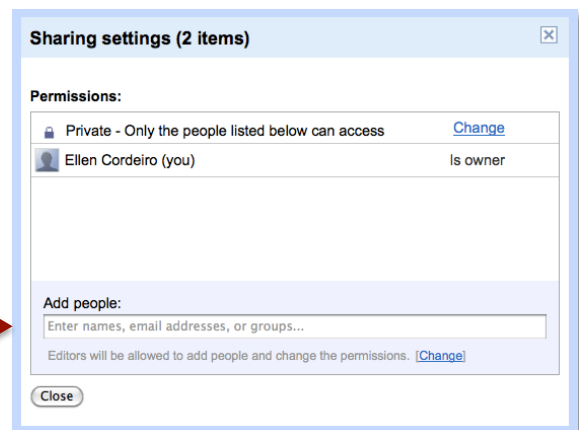 Sharing settings (2 items)
Permissions:
Private - Only the people listed below can access Change
Ellen Cordeiro (you) Is owner
Add people:
Enter names, email addresses, or groups...
Editors will be allowed to add people and change the permissions. [Change]
Close